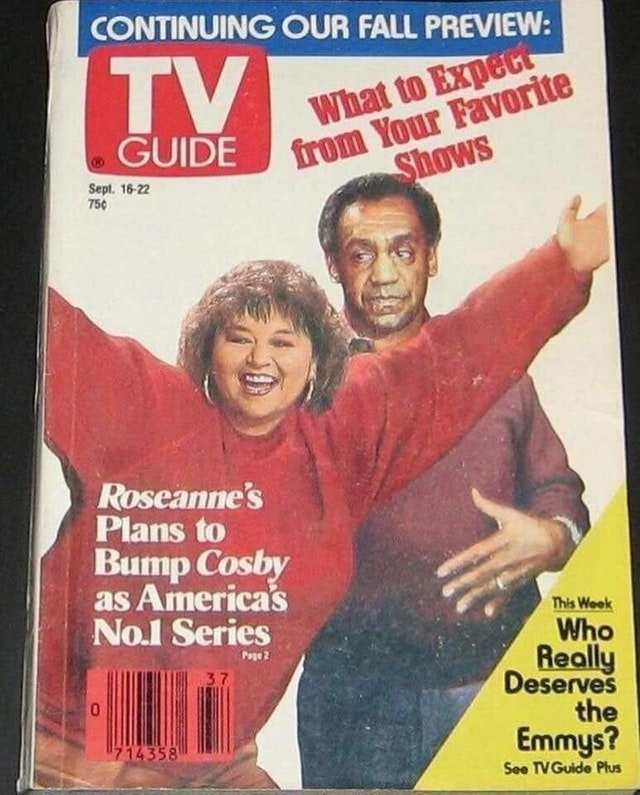 CONTINUING OUR FALL PREVIEW:
TV
GUIDE
®
What to Expect
from Your Favorite
Shows
Sept. 16-22
75¢
Roseanne's
Plans to
Bump Cosby
as America's
No.1 Series
Page 2
37
0
714358
This Week
Who
Really
Deserves
the
Emmys?
See TV Guide Plus